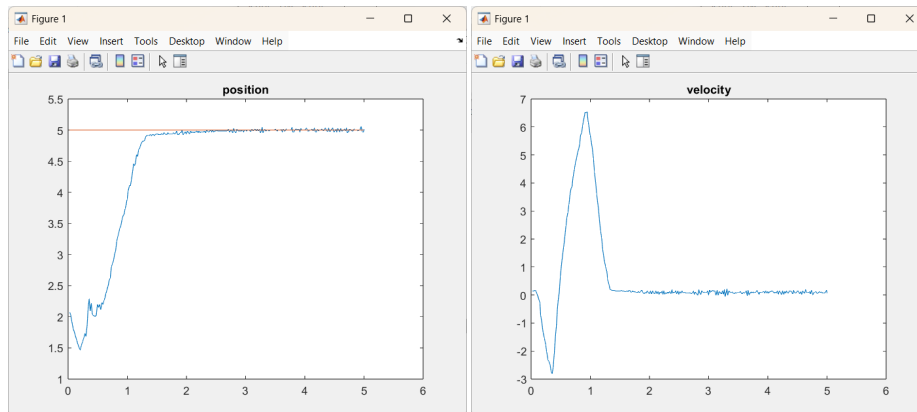 Figure 1
File Edit View Insert Tools Desktop Window Help
position
5.5
5
4.5
4
3.5
3
2.5
2
1.5
1
0 1 2 3 4 5 6
Figure 1
File Edit View Insert Tools Desktop Window Help
velocity
7
6
5
4
3
2
1
0
-1
-2
-3
0 1 2 3 4 5 6